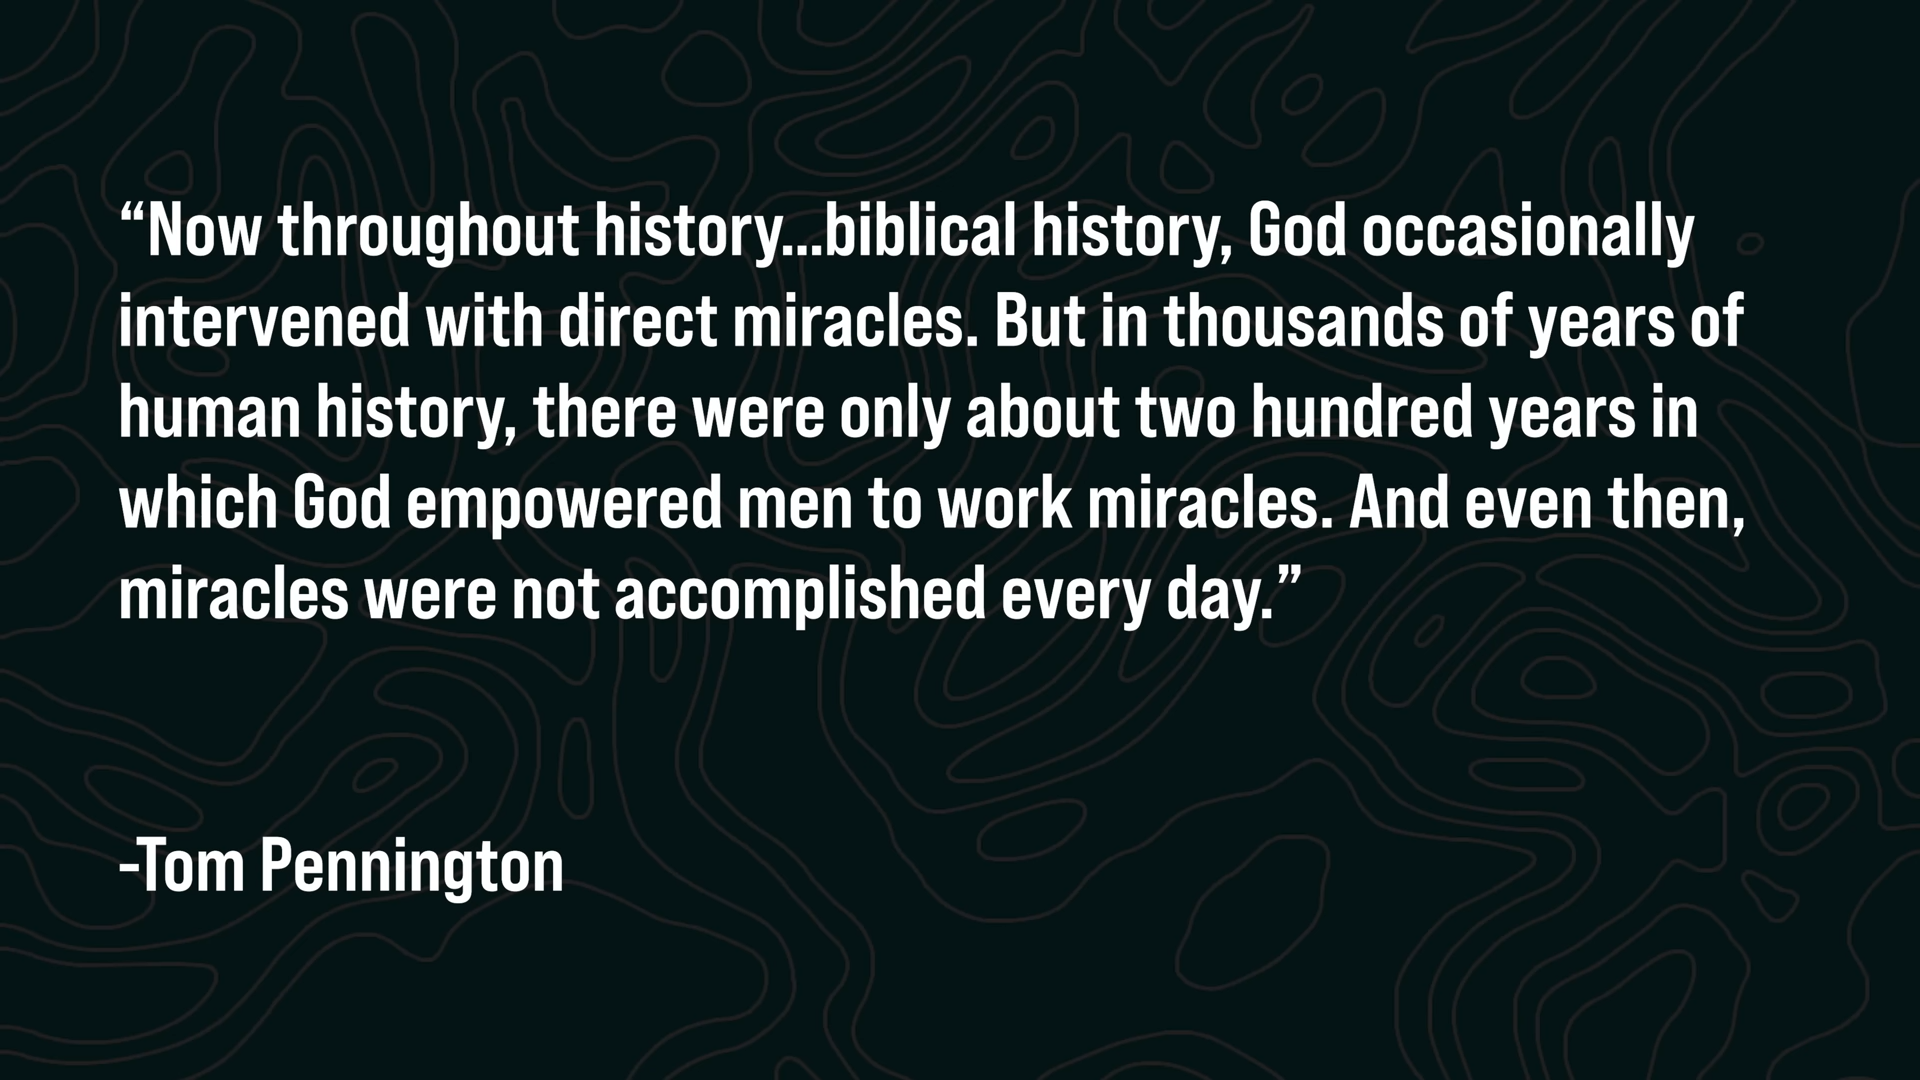 “Now throughout history...biblical history, God occasionally
intervened with direct miracles. But in thousands of years of
human history, there were only about two hundred years in
which God empowered men to work miracles. And even then,
miracles were not accomplished every day.”
-Tom Pennington